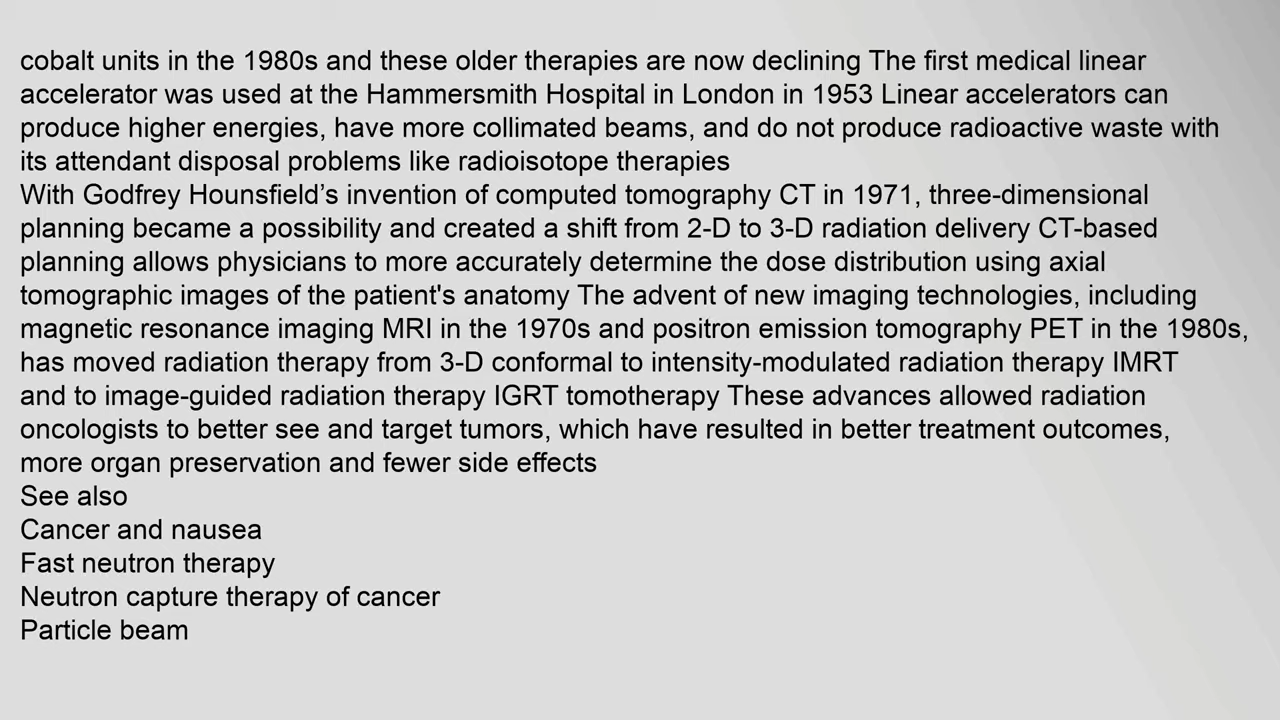 cobalt units in the 1980s and these older therapies are now declining The first medical linear
accelerator was used at the Hammersmith Hospital in London in 1953 Linear accelerators can
produce higher energies, have more collimated beams, and do not produce radioactive waste with
its attendant disposal problems like radioisotope therapies
With Godfrey Hounsfield’s invention of computed tomography CT in 1971, three-dimensional
planning became a possibility and created a shift from 2-D to 3-D radiation delivery CT-based
planning allows physicians to more accurately determine the dose distribution using axial
tomographic images of the patient's anatomy The advent of new imaging technologies, including
magnetic resonance imaging MRI in the 1970s and positron emission tomography PET in the 1980s,
has moved radiation therapy from 3-D conformal to intensity-modulated radiation therapy IMRT
and to image-guided radiation therapy IGRT tomotherapy These advances allowed radiation
oncologists to better see and target tumors, which have resulted in better treatment outcomes,
more organ preservation and fewer side effects
See also
Cancer and nausea
Fast neutron therapy
Neutron capture therapy of cancer
Particle beam